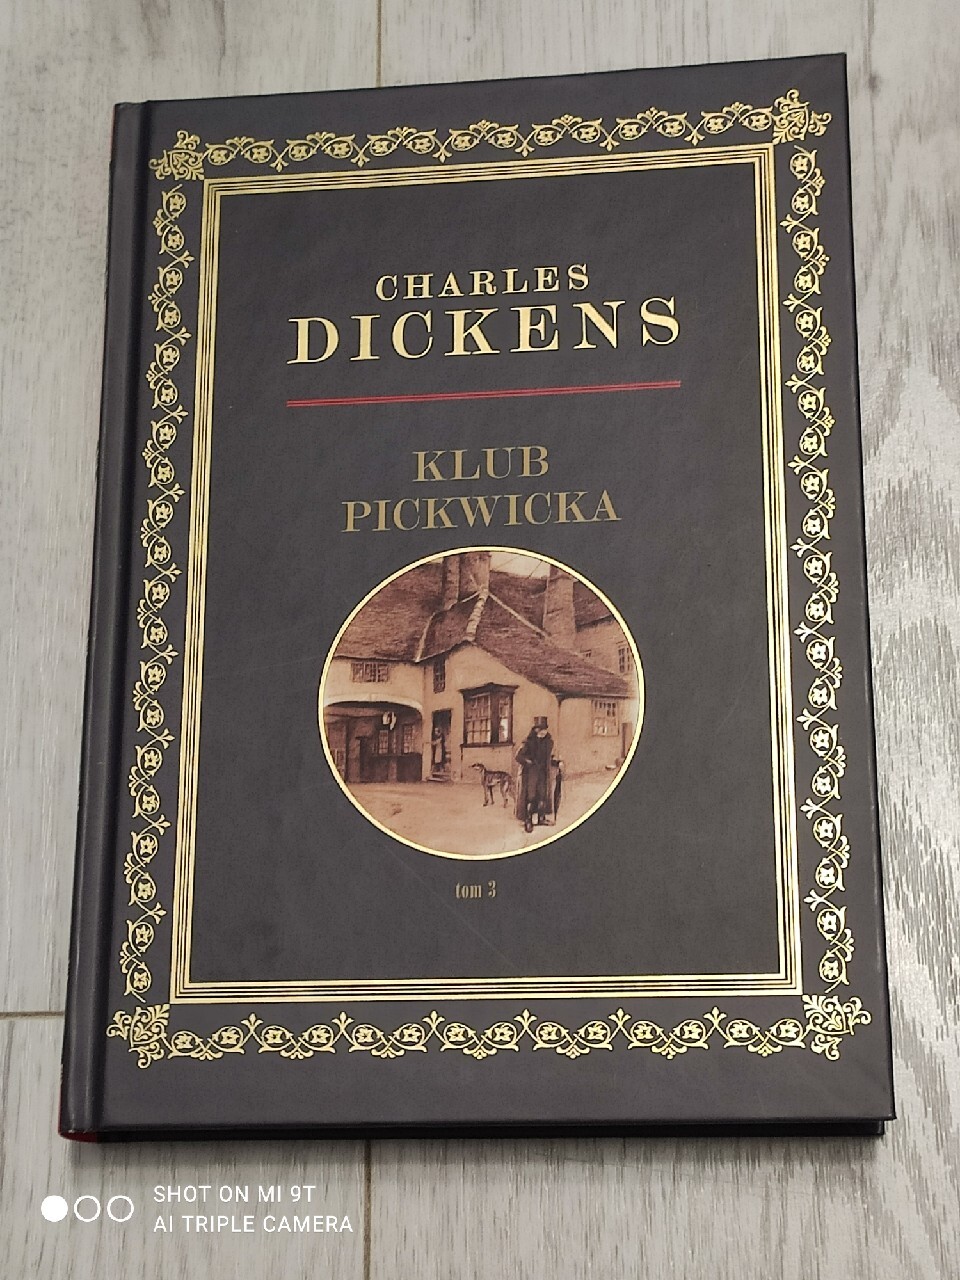 CHARLES
DICKENS
KLUB
PICKWICKA
tom 3
SHOT ON MI 9T
AI TRIPLE CAMERA